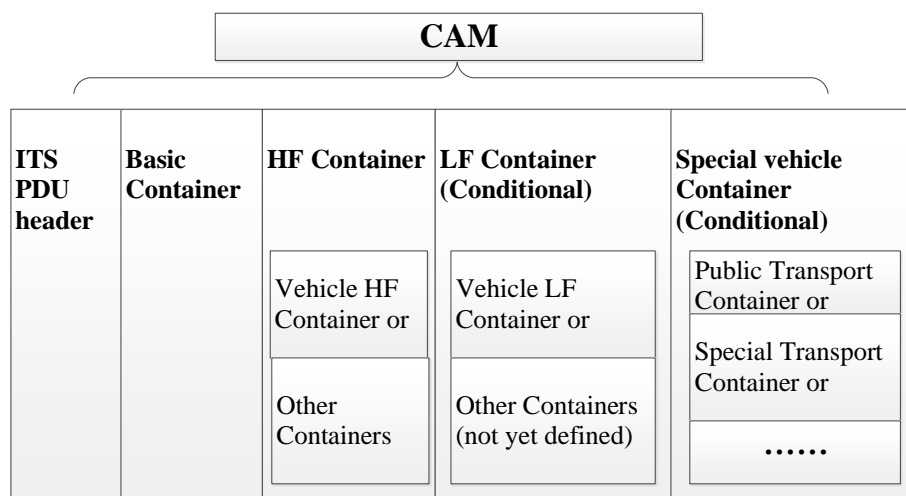 CAM
ITS
PDU
header
Basic
Container
HF Container
Vehicle HF
Container or
Other
Containers
LF Container
(Conditional)
Vehicle LF
Container or
Other Containers
(not yet defined)
Special vehicle
Container
(Conditional)
Public Transport
Container or
Special Transport
Container or
……